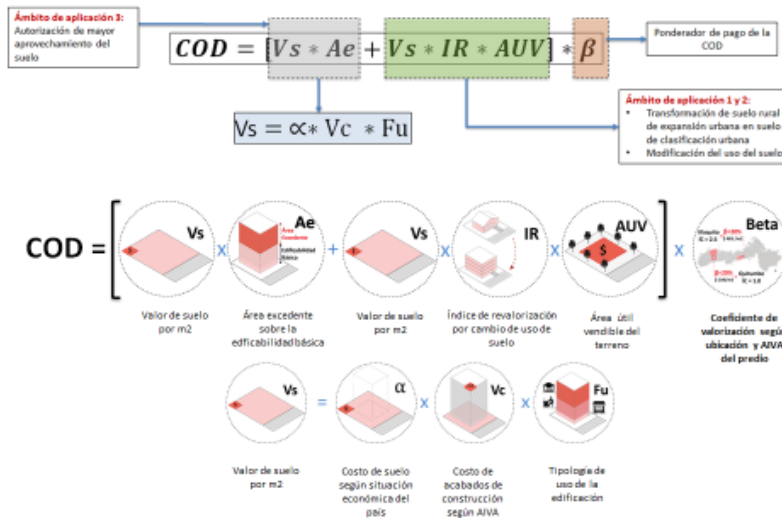 Ámbito de aplicación 3:
Autorización de mayor
aprovechamiento del
suelo
COD = [Vs * Ae + Vs * IR * AUV] * β
Ponderador de pago de la
COD
Vs = ∝* Vc * Fu
Ámbito de aplicación 1 y 2:
• Transformación de suelo rural
de expansión urbana en suelo
de clasificación urbana
• Modificación del uso del suelo
COD = [ Vs x Ae + Vs x IR x AUV ] x Beta
Área
Excedente
Edificabilidad
Básica
$
Valor de suelo
por m2
Área excedente
sobre la
edficabilidad básica
Valor de suelo
por m2
Índice de revalorización
por cambio de uso de
suelo
Área útil
vendible del
terreno
Coeficiente de
valorización según
ubicación y AIVA
del predio
Vs = α x Vc x Fu
Valor de suelo
por m2
Costo de suelo
según situación
económica del
país
Costo de
acabados de
construcción
según AIVA
Tipología de
uso de la
edificación